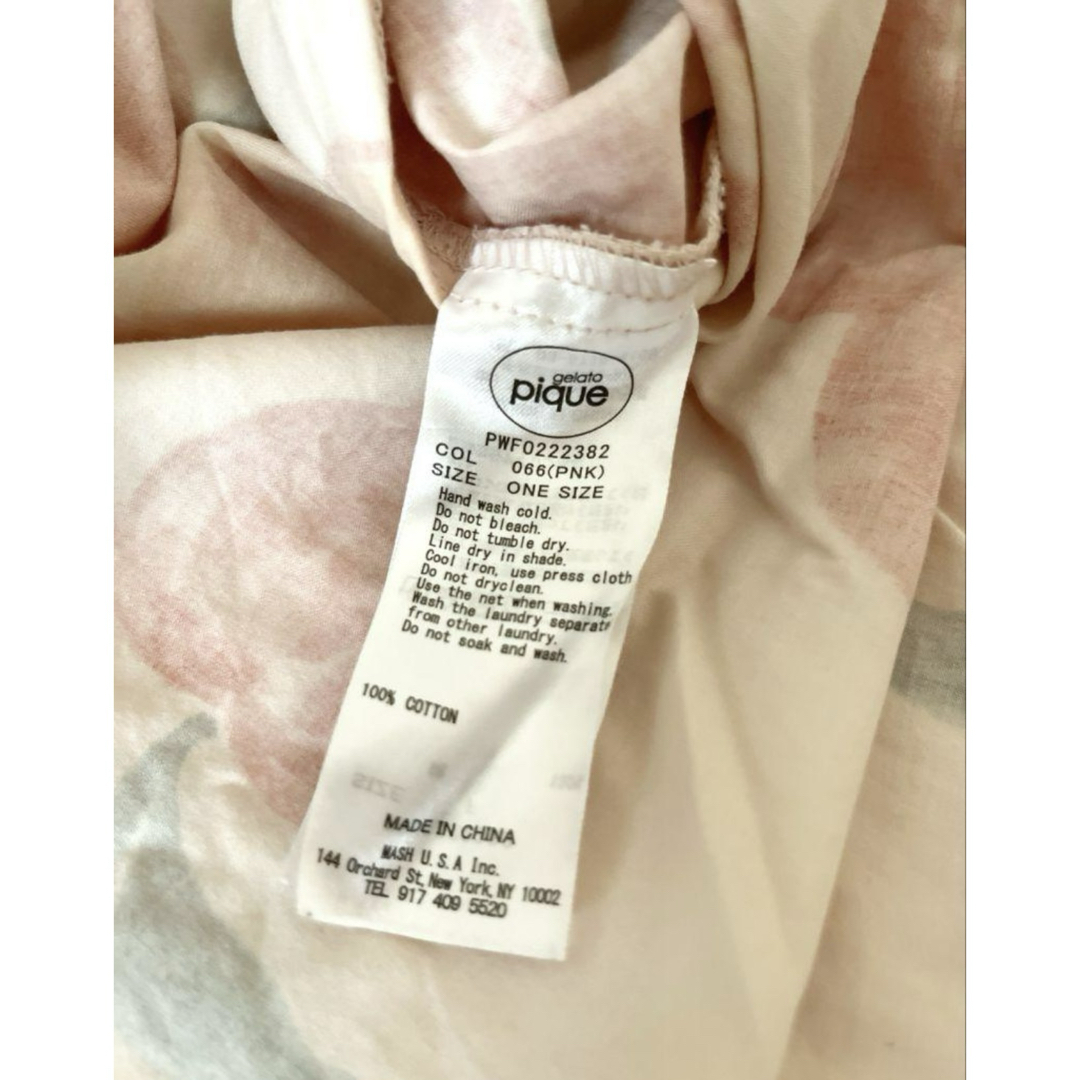 gelato
pique
PWF0222382
COL 066(PNK)
SIZE ONE SIZE
Hand wash cold.
Do not bleach.
Do not tumble dry.
Line dry in shade.
Cool iron, use press cloth
Do not dryclean.
Use the net when washing.
Wash the laundry separate
from other laundry.
Do not soak and wash.
100% COTTON
MADE IN CHINA
MASH U.S.A Inc.
144 Orchard St, New York, NY 10002
TEL 917 409 5520